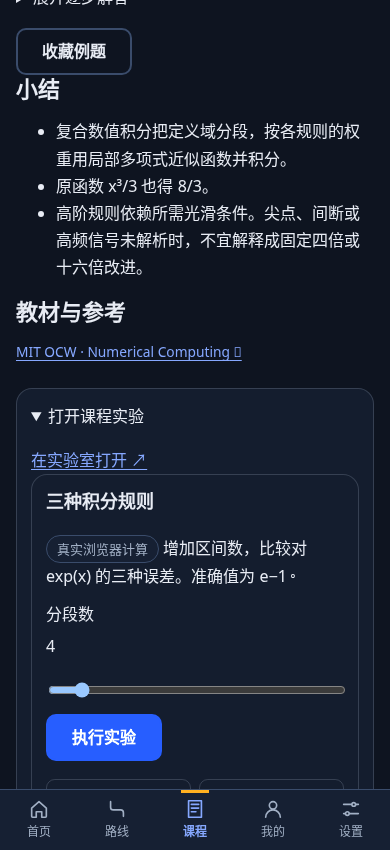 收藏例题
小结
• 复合数值积分把定义域分段，按各规则的权
重用局部多项式近似函数并积分。
• 原函数 x³/3 也得 8/3。
• 高阶规则依赖所需光滑条件。尖点、间断或
高频信号未解析时，不宜解释成固定四倍或
十六倍改进。
教材与参考
MIT OCW · Numerical Computing
▼ 打开课程实验
在实验室打开 ↗
三种积分规则
真实浏览器计算 增加区间数，比较对
exp(x) 的三种误差。准确值为 e−1。
分段数
4
执行实验
首页 路线 课程 我的 设置